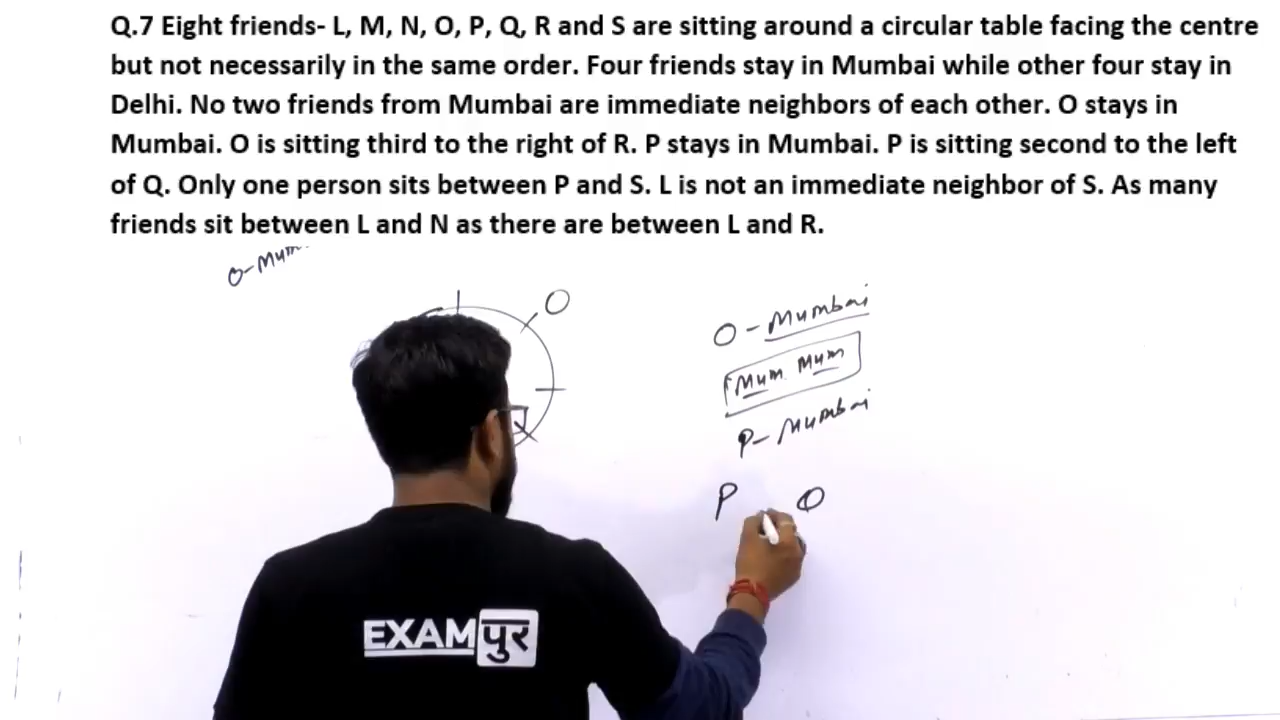 Q.7 Eight friends- L, M, N, O, P, Q, R and S are sitting around a circular table facing the centre
but not necessarily in the same order. Four friends stay in Mumbai while other four stay in
Delhi. No two friends from Mumbai are immediate neighbors of each other. O stays in
Mumbai. O is sitting third to the right of R. P stays in Mumbai. P is sitting second to the left
of Q. Only one person sits between P and S. L is not an immediate neighbor of S. As many
friends sit between L and N as there are between L and R.
O-Mum
O
O - Mumbai
Mum Mum
P- Mumbai
P Q
EXAMपुर